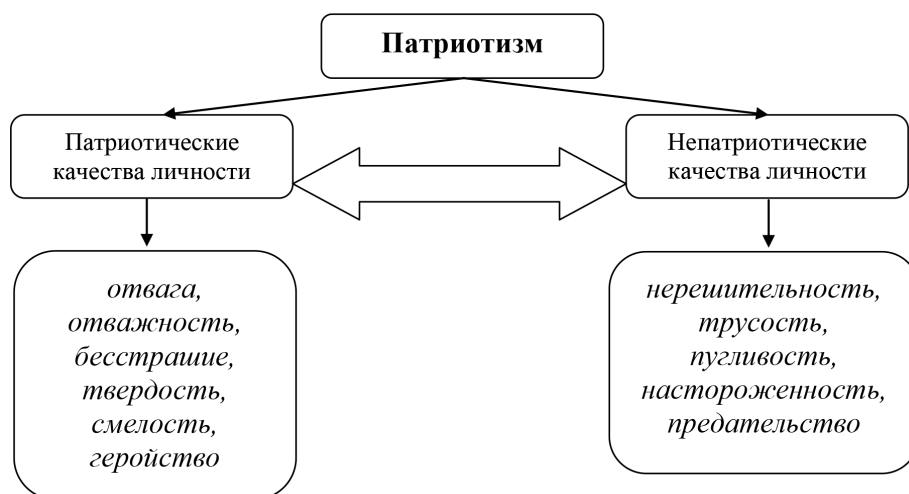 Патриотизм
Патриотические
качества личности
Непатриотические
качества личности
отвага,
отважность,
бесстрашие,
твердость,
смелость,
геройство
нерешительность,
трусость,
пугливость,
настороженность,
предательство